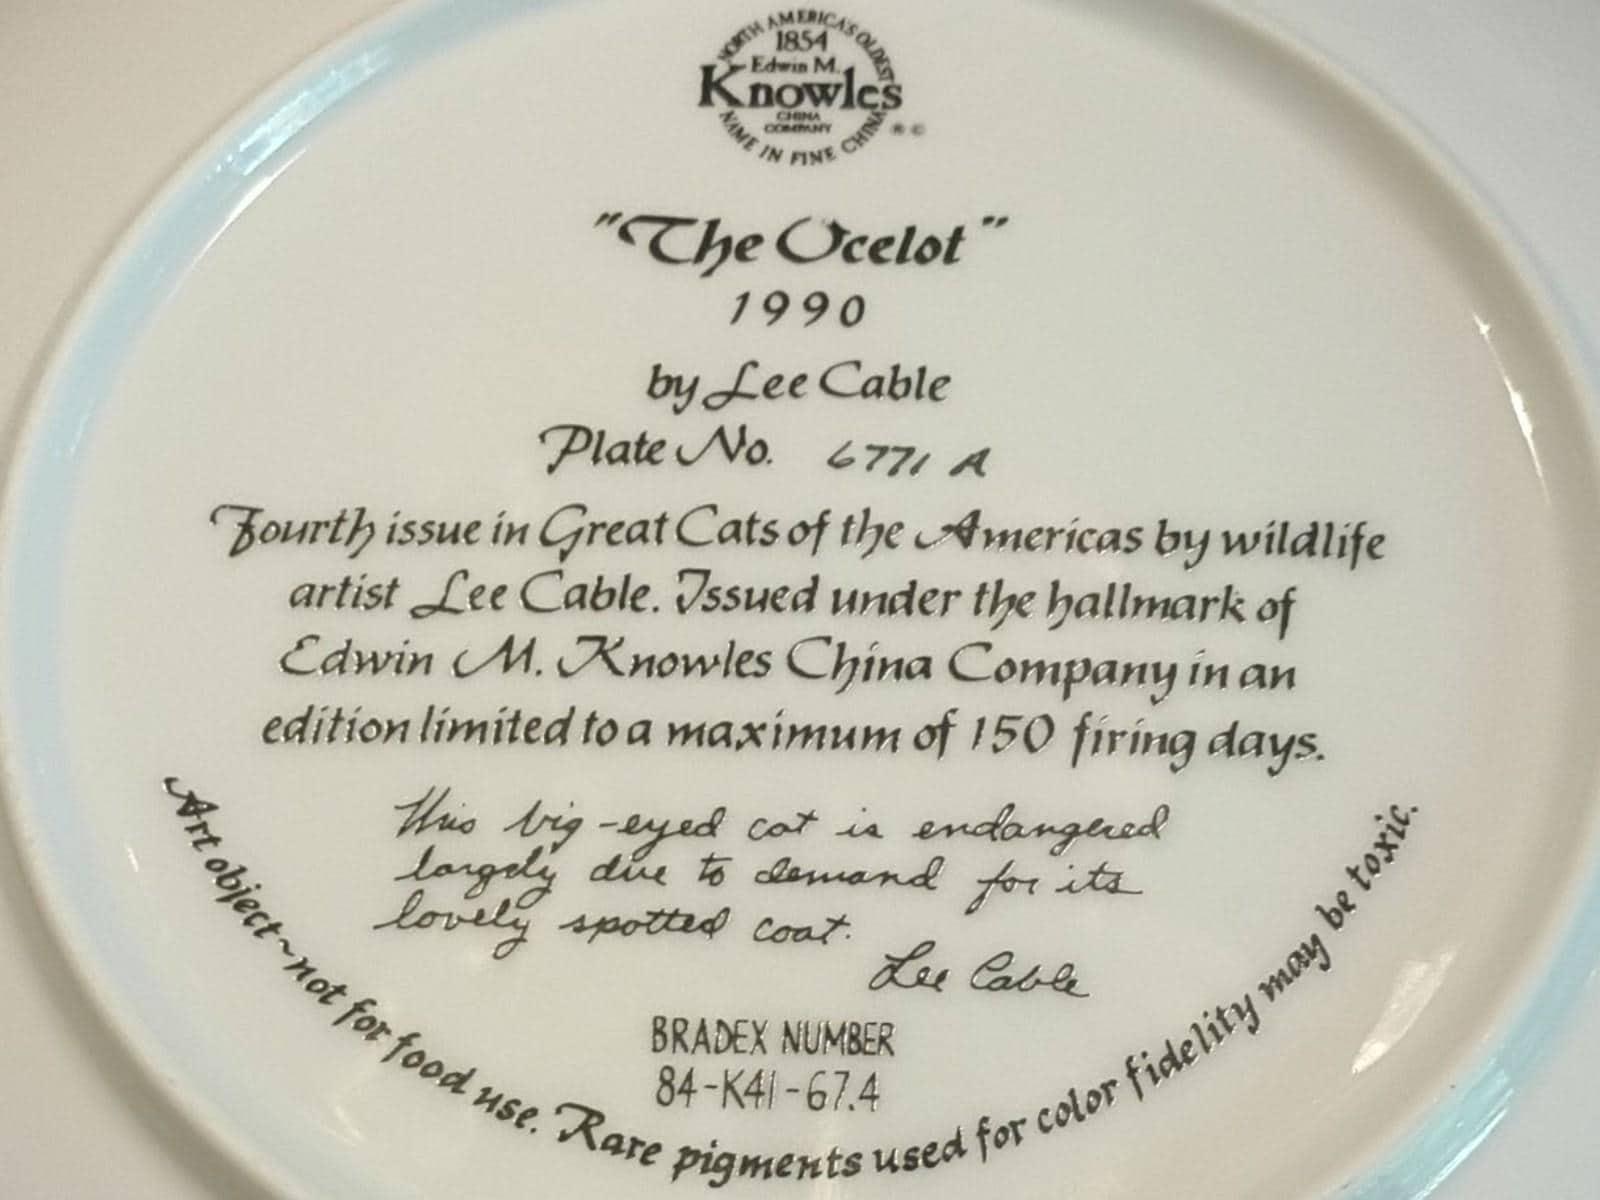 NORTH AMERICA'S OLDEST
1854
Edwin M.
Knowles
CHINA
COMPANY
NAME IN FINE CHINA
® ©
"The Ocelot"
1990
by Lee Cable
Plate No. 6771 A
Fourth issue in Great Cats of the Americas by wildlife
artist Lee Cable. Issued under the hallmark of
Edwin M. Knowles China Company in an
edition limited to a maximum of 150 firing days.
This big-eyed cat is endangered
largely due to demand for its
lovely spotted coat.
Lee Cable
BRADEX NUMBER
84-K41-67.4
Art object~not for food use. Rare pigments used for color fidelity may be toxic.